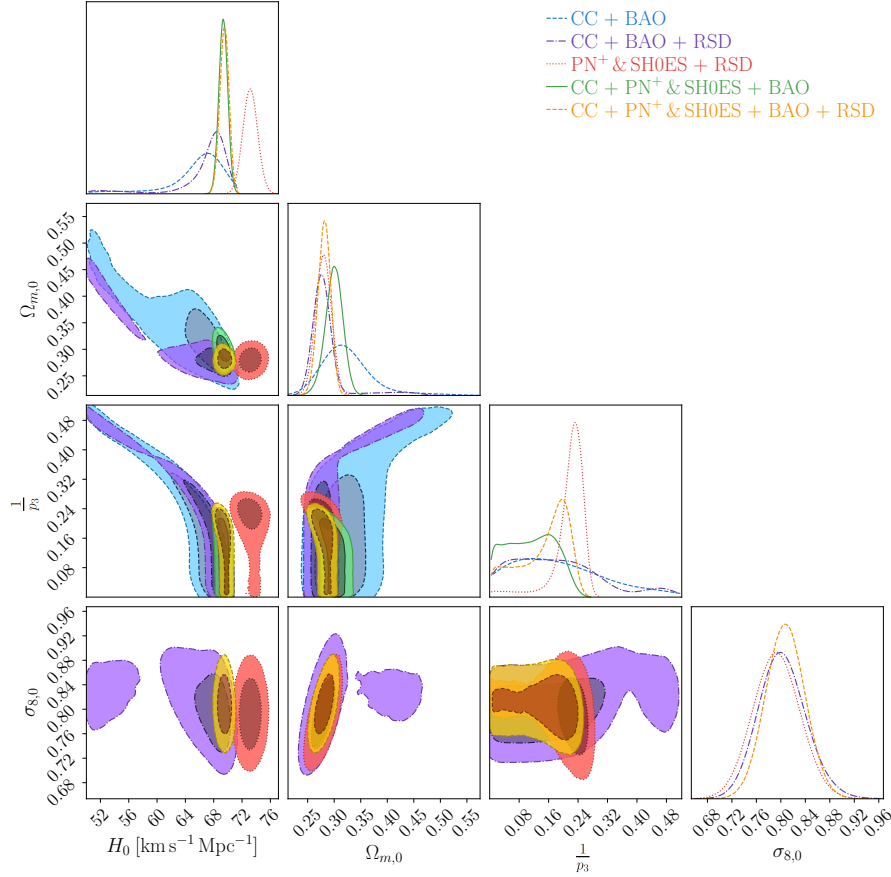 CC + BAO
CC + BAO + RSD
PN⁺ & SH0ES + RSD
CC + PN⁺ & SH0ES + BAO
CC + PN⁺ & SH0ES + BAO + RSD
Ω_{m,0}
0.55
0.50
0.45
0.40
0.35
0.30
0.25
1/p₃
0.48
0.40
0.32
0.24
0.16
0.08
σ_{8,0}
0.96
0.92
0.88
0.84
0.80
0.76
0.72
0.68
52 56 60 64 68 72 76
H₀ [km s⁻¹ Mpc⁻¹]
0.25 0.30 0.35 0.40 0.45 0.50 0.55
Ω_{m,0}
0.08 0.16 0.24 0.32 0.40 0.48
1/p₃
0.68 0.72 0.76 0.80 0.84 0.88 0.92 0.96
σ_{8,0}